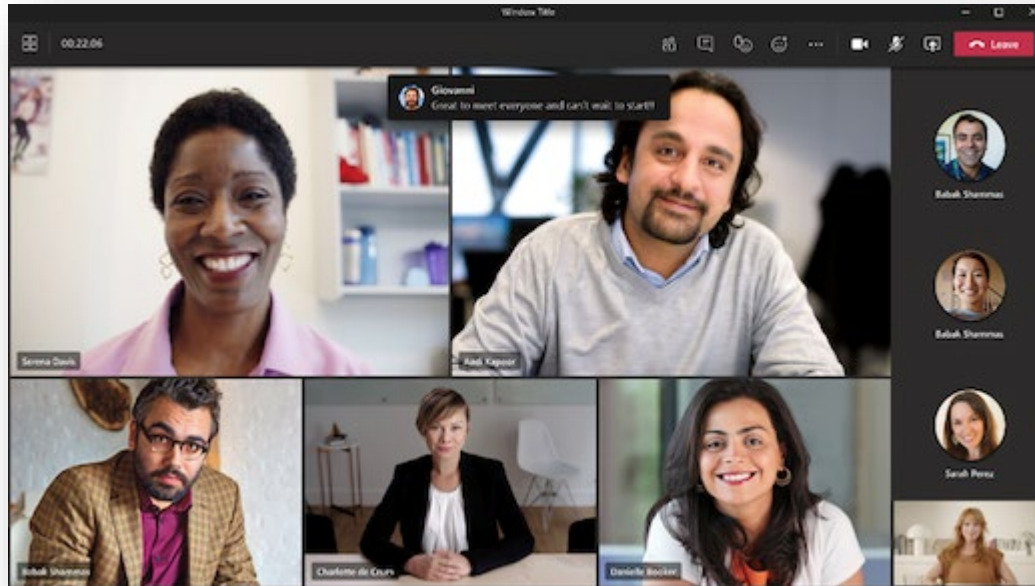 Window Title
00:22:06
Leave
Giovanni
Great to meet everyone and can't wait to start!!!
Serena Davis
Aadi Kapoor
Babak Shammas
Babak Shammas
Sarah Perez
Babak Shammas
Charlotte de Crum
Danielle Booker